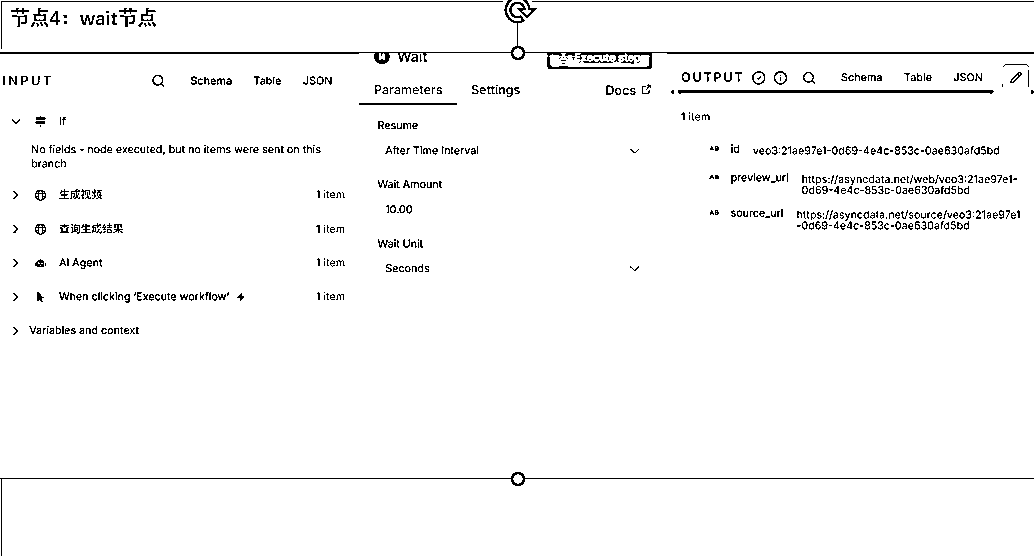 节点4：wait节点
INPUT
Schema
Table
JSON
If
No fields - node executed, but no items were sent on this
branch
生成视频
1 item
查询生成结果
1 item
AI Agent
1 item
When clicking 'Execute workflow'
1 item
Variables and context
Wait
Execute step
Parameters
Settings
Docs
Resume
After Time Interval
Wait Amount
10.00
Wait Unit
Seconds
OUTPUT
Schema
Table
JSON
1 item
AB id veo3:21ae97e1-0d69-4e4c-853c-0ae630afd5bd
AB preview_url https://asyncdata.net/web/veo3:21ae97e1-
0d69-4e4c-853c-0ae630afd5bd
AB source_url https://asyncdata.net/source/veo3:21ae97e1
-0d69-4e4c-853c-0ae630afd5bd